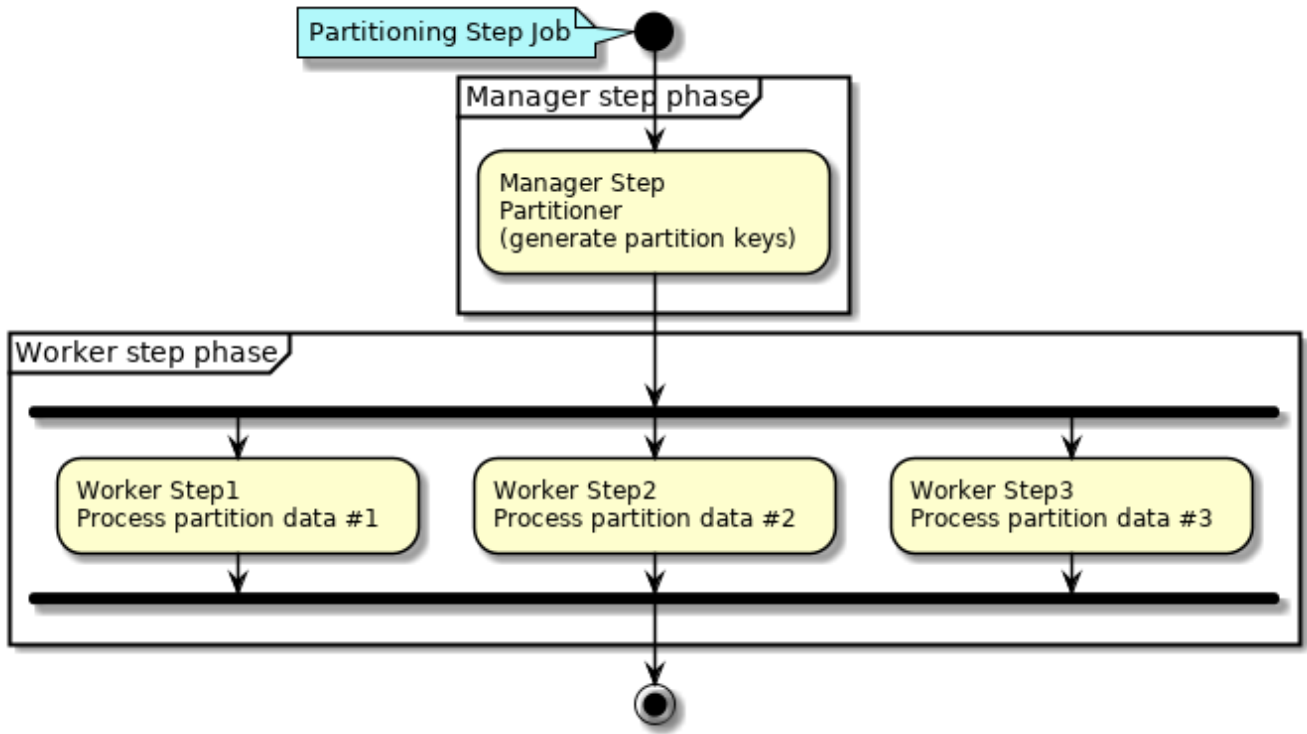 Partitioning Step Job
Manager step phase
Manager Step
Partitioner
(generate partition keys)
Worker step phase
Worker Step1
Process partition data #1
Worker Step2
Process partition data #2
Worker Step3
Process partition data #3